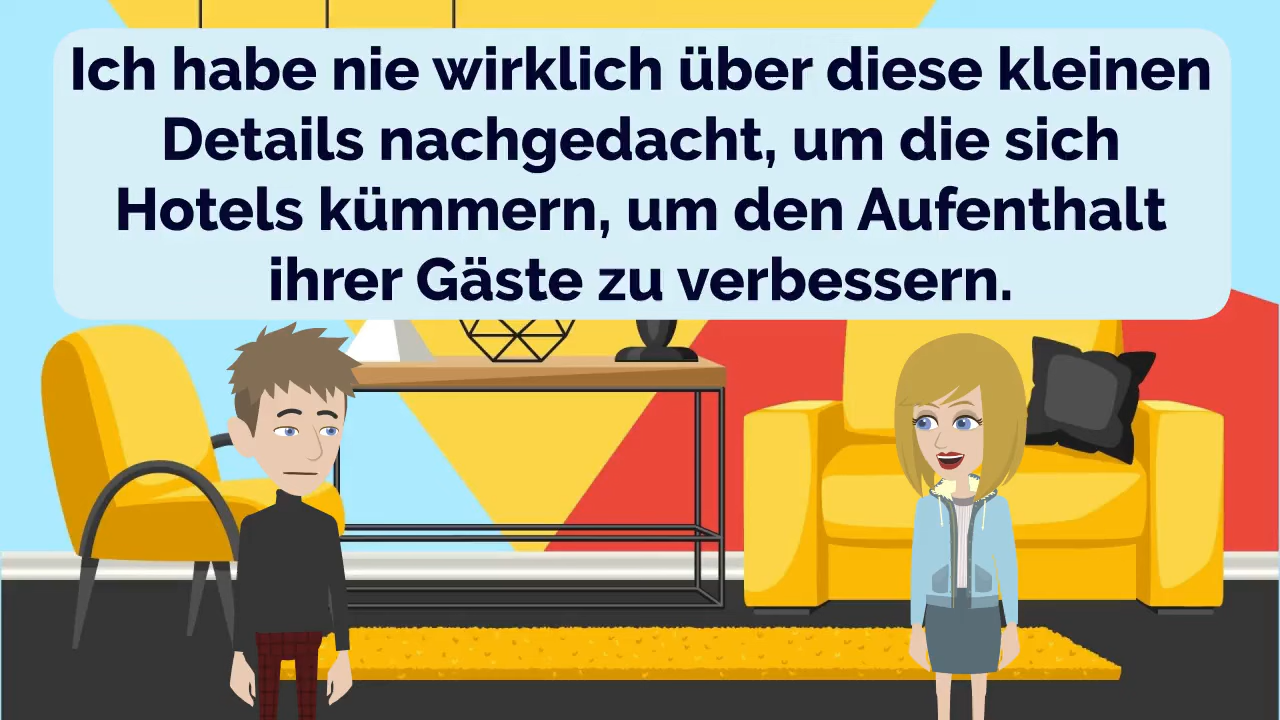 Ich habe nie wirklich über diese kleinen
Details nachgedacht, um die sich
Hotels kümmern, um den Aufenthalt
ihrer Gäste zu verbessern.